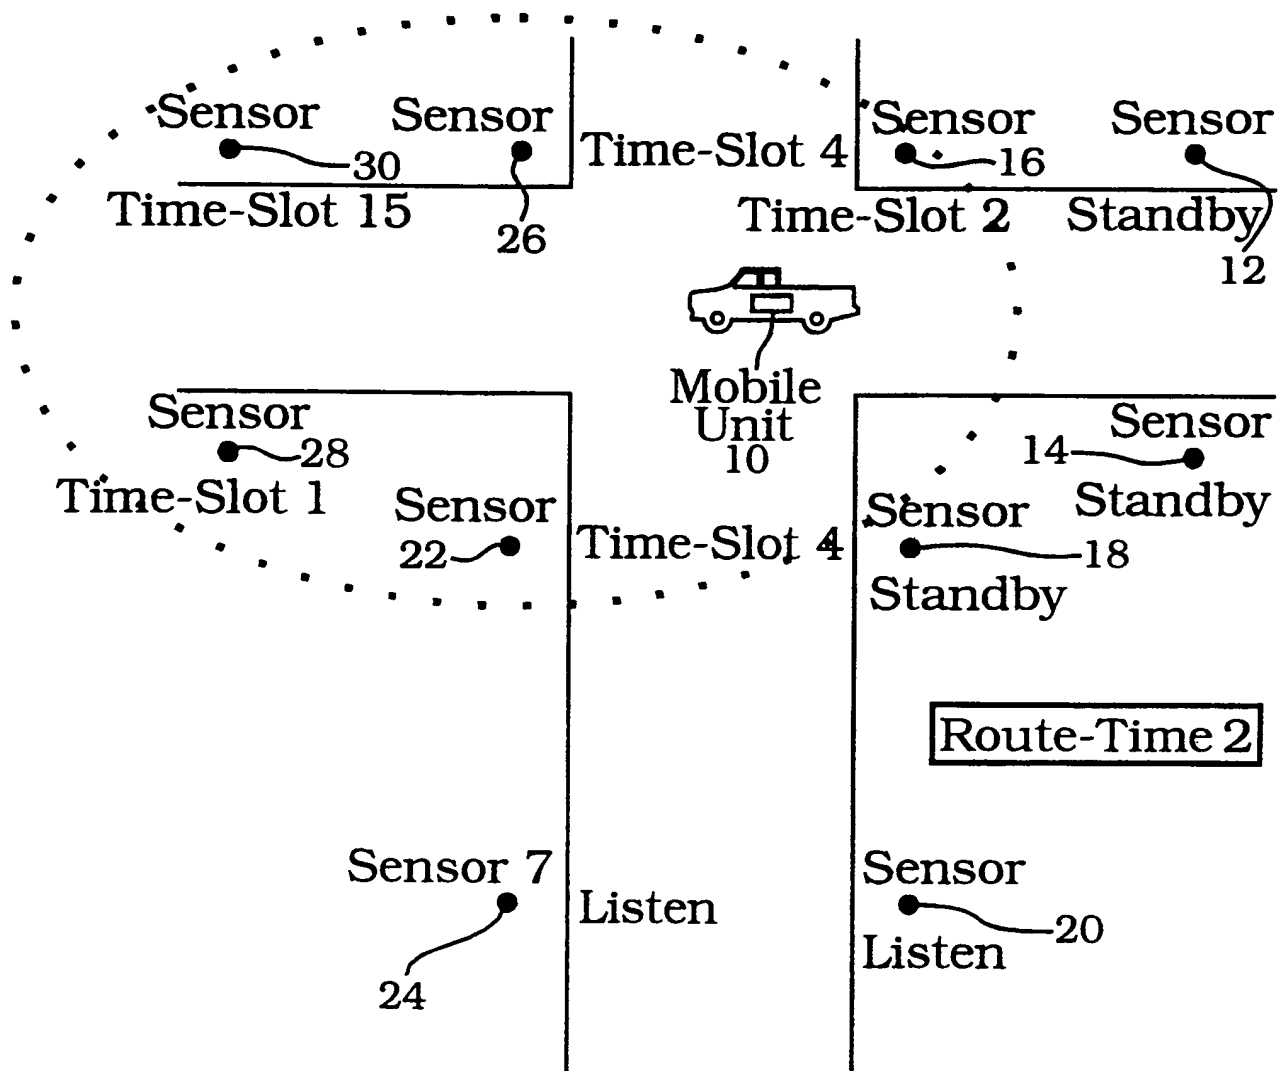 Sensor
30
Time-Slot 15
Sensor
26
Time-Slot 4
Sensor
16
Time-Slot 2
Sensor
Standby
12
Mobile
Unit
10
Sensor
28
Time-Slot 1
Sensor
22
Time-Slot 4
Sensor
14
Standby
Sensor
18
Standby
Route-Time 2
Sensor 7
24
Listen
Sensor
20
Listen